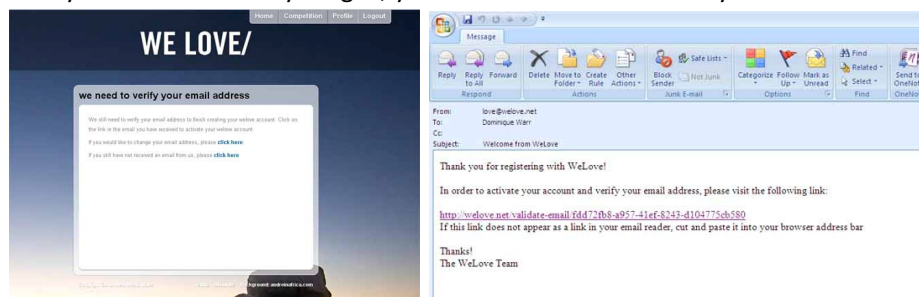 Home Competition Profile Logout
WE LOVE/
we need to verify your email address
We still need to verify your email address to finish creating your welove account. Click on
the link in the email you have received to activate your welove account.
If you would like to change your email address, please click here
If you still have not received an email from us, please click here
Message
Reply
Reply to All
Forward
Delete
Move to Folder
Create Rule
Other Actions
Block Sender
Safe Lists
Not Junk
Categorize
Follow Up
Mark as Unread
Find
Related
Select
Send to
Respond
Actions
Junk E-mail
Options
Find
From: love@welove.net
To: Dominique Warr
Cc:
Subject: Welcome from WeLove
Thank you for registering with WeLove!
In order to activate your account and verify your email address, please visit the following link:
http://welove.net/validate-email/fdd72fb8-a957-41ef-8243-d104775cb580
If this link does not appear as a link in your email reader, cut and paste it into your browser address bar
Thanks!
The WeLove Team